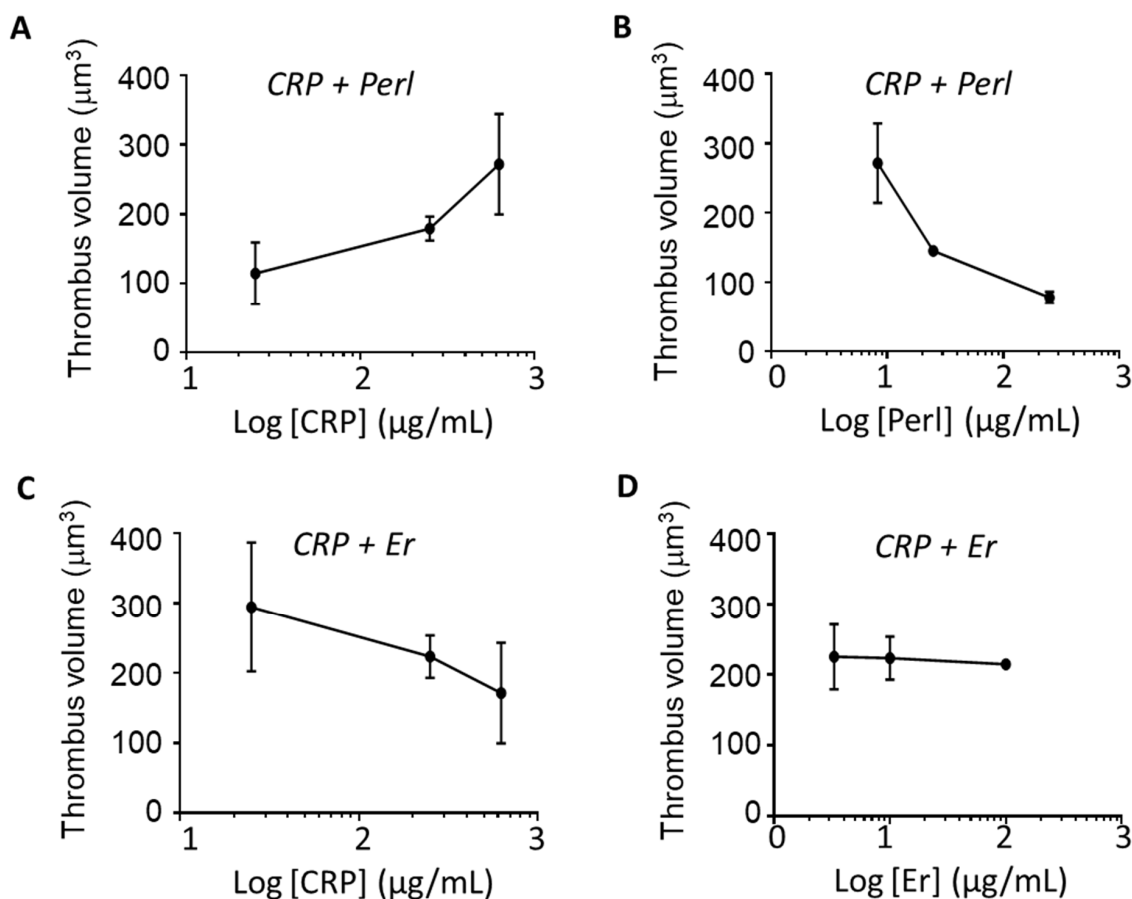 A
Thrombus volume (μm³)
400
300
200
100
0
CRP + Perl
1
2
3
Log [CRP] (μg/mL)
B
Thrombus volume (μm³)
400
300
200
100
0
CRP + Perl
0
1
2
3
Log [Perl] (μg/mL)
C
Thrombus volume (μm³)
400
300
200
100
0
CRP + Er
1
2
3
Log [CRP] (μg/mL)
D
Thrombus volume (μm³)
400
300
200
100
0
CRP + Er
0
1
2
3
Log [Er] (μg/mL)